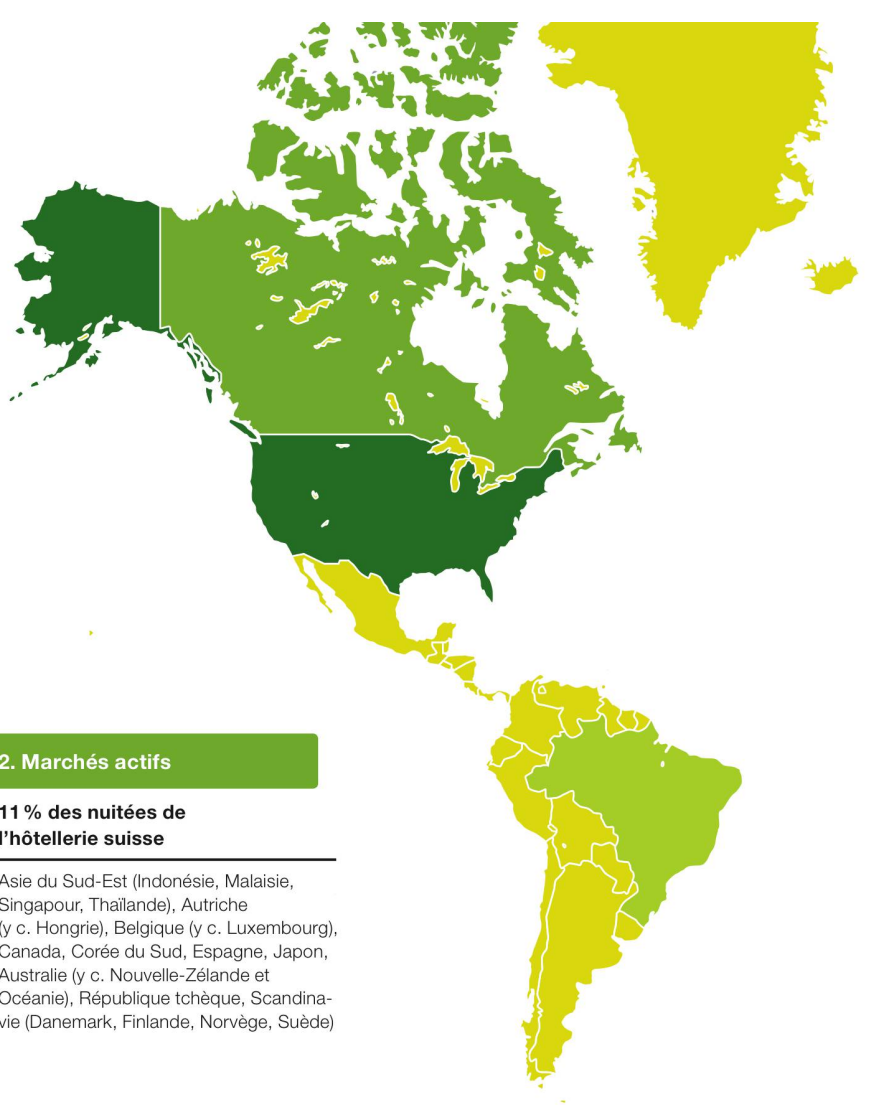 2. Marchés actifs
11 % des nuitées de
l’hôtellerie suisse
Asie du Sud-Est (Indonésie, Malaisie,
Singapour, Thaïlande), Autriche
(y c. Hongrie), Belgique (y c. Luxembourg),
Canada, Corée du Sud, Espagne, Japon,
Australie (y c. Nouvelle-Zélande et
Océanie), République tchèque, Scandina-
vie (Danemark, Finlande, Norvège, Suède)